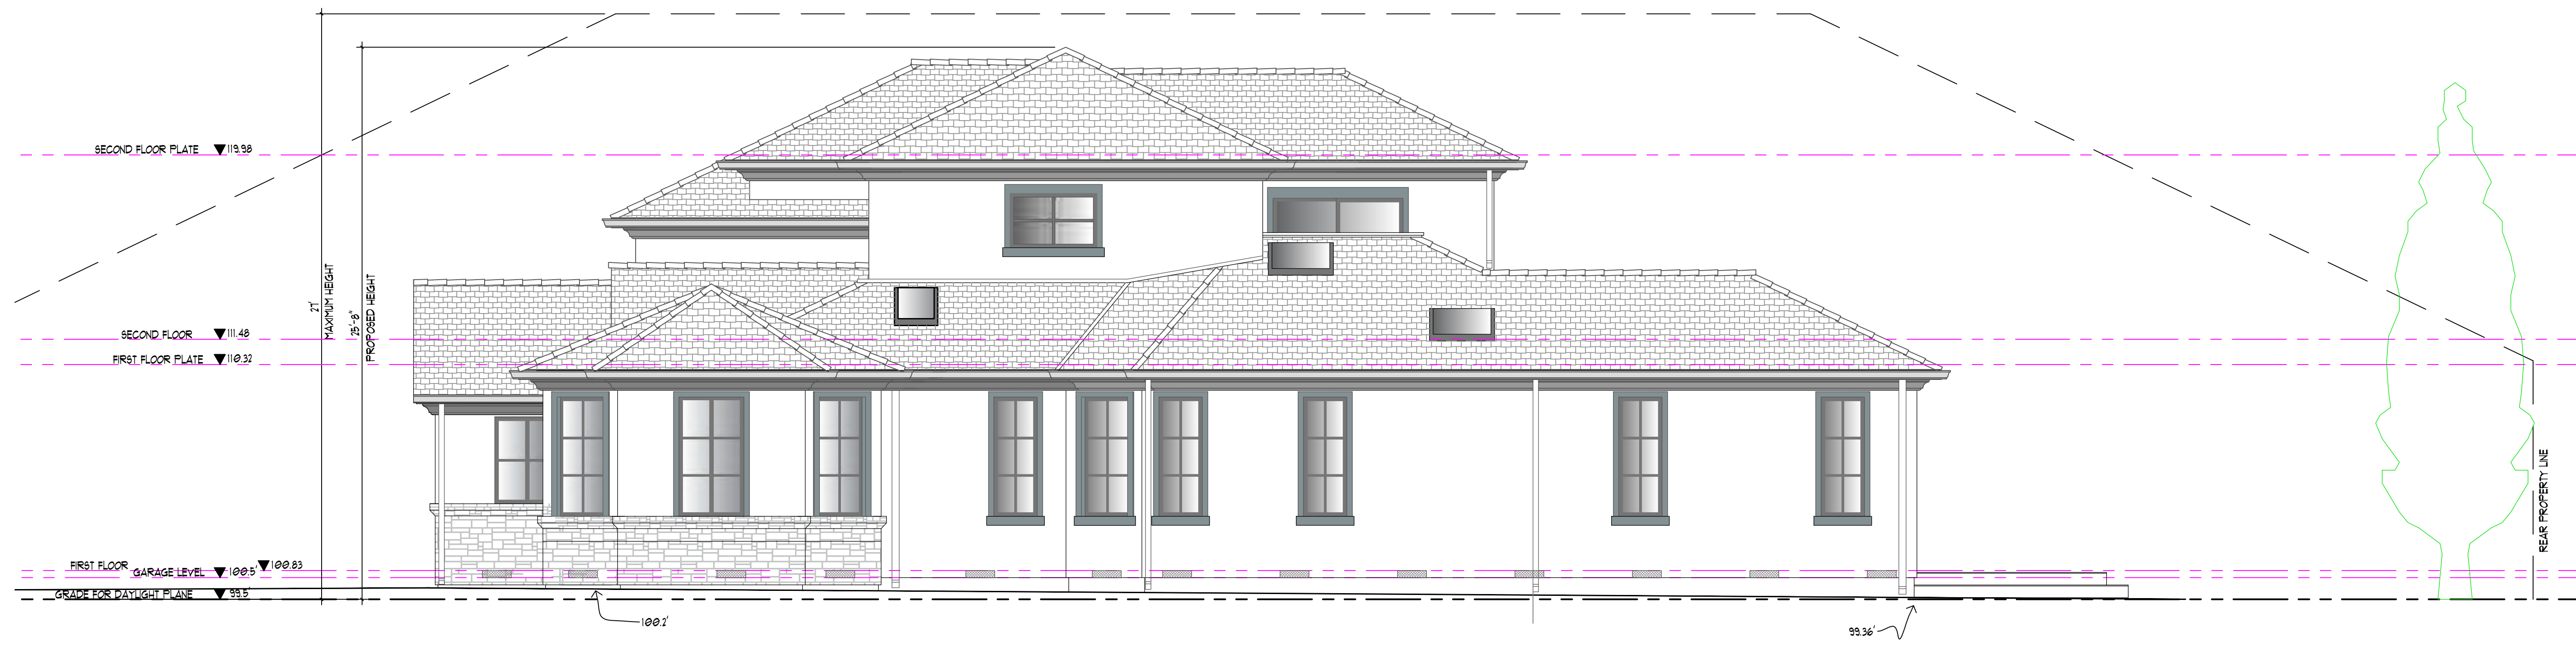 SECOND FLOOR PLATE 119.98
27'
MAXIMUM HEIGHT
25'-8"
PROPOSED HEIGHT
SECOND FLOOR 111.48
FIRST FLOOR PLATE 110.32
REAR PROPERTY LINE
FIRST FLOOR 100.83
GARAGE LEVEL 100.5'
GRADE FOR DAYLIGHT PLANE 99.5'
100.2'
99.36'